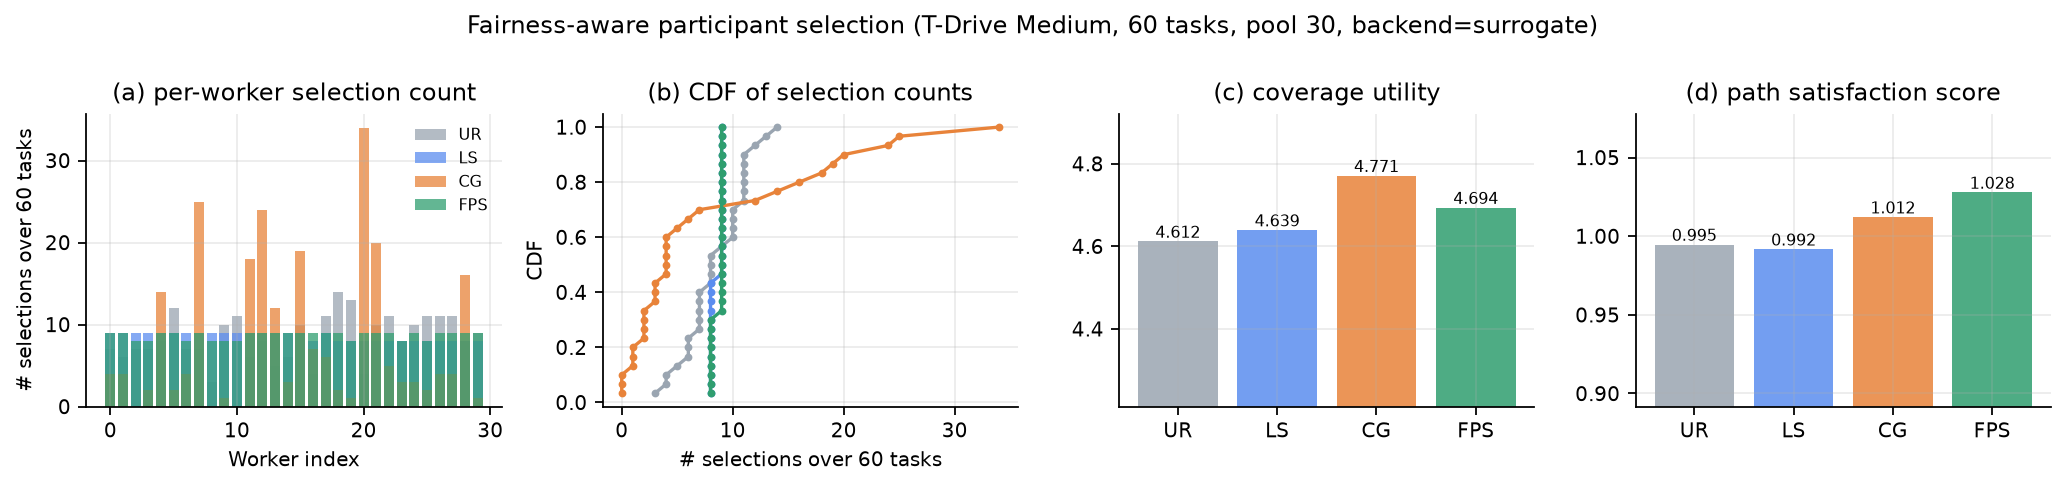 Fairness-aware participant selection (T-Drive Medium, 60 tasks, pool 30, backend=surrogate)
(a) per-worker selection count
# selections over 60 tasks
30
20
10
0
UR
LS
CG
FPS
0 10 20 30
Worker index
(b) CDF of selection counts
CDF
1.0
0.8
0.6
0.4
0.2
0.0
0 10 20 30
# selections over 60 tasks
(c) coverage utility
4.8
4.6
4.4
4.612
4.639
4.771
4.694
UR LS CG FPS
(d) path satisfaction score
1.05
1.00
0.95
0.90
0.995
0.992
1.012
1.028
UR LS CG FPS